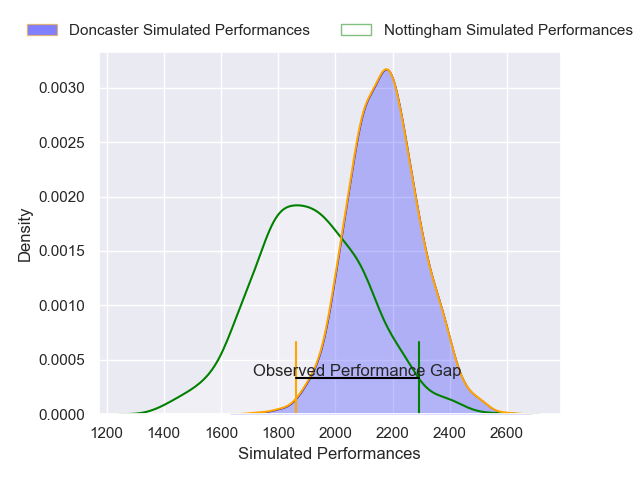 Doncaster Simulated Performances
Nottingham Simulated Performances
0.0030
0.0025
0.0020
0.0015
0.0010
0.0005
0.0000
Density
Observed Performance Gap
1200 1400 1600 1800 2000 2200 2400 2600
Simulated Performances